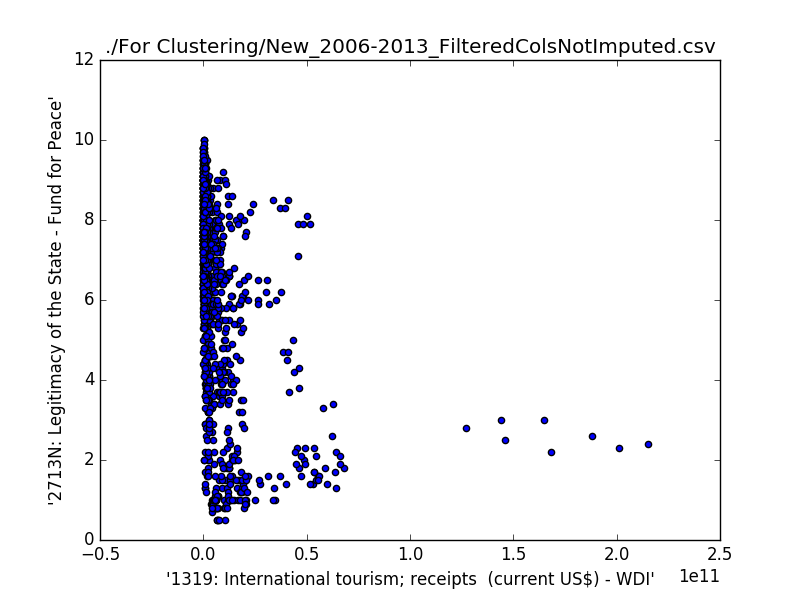 ./For Clustering/New_2006-2013_FilteredColsNotImputed.csv
12
10
8
6
4
2
0
'2713N: Legitimacy of the State - Fund for Peace'
−0.5 0.0 0.5 1.0 1.5 2.0 2.5
1e11
'1319: International tourism; receipts  (current US$) - WDI'